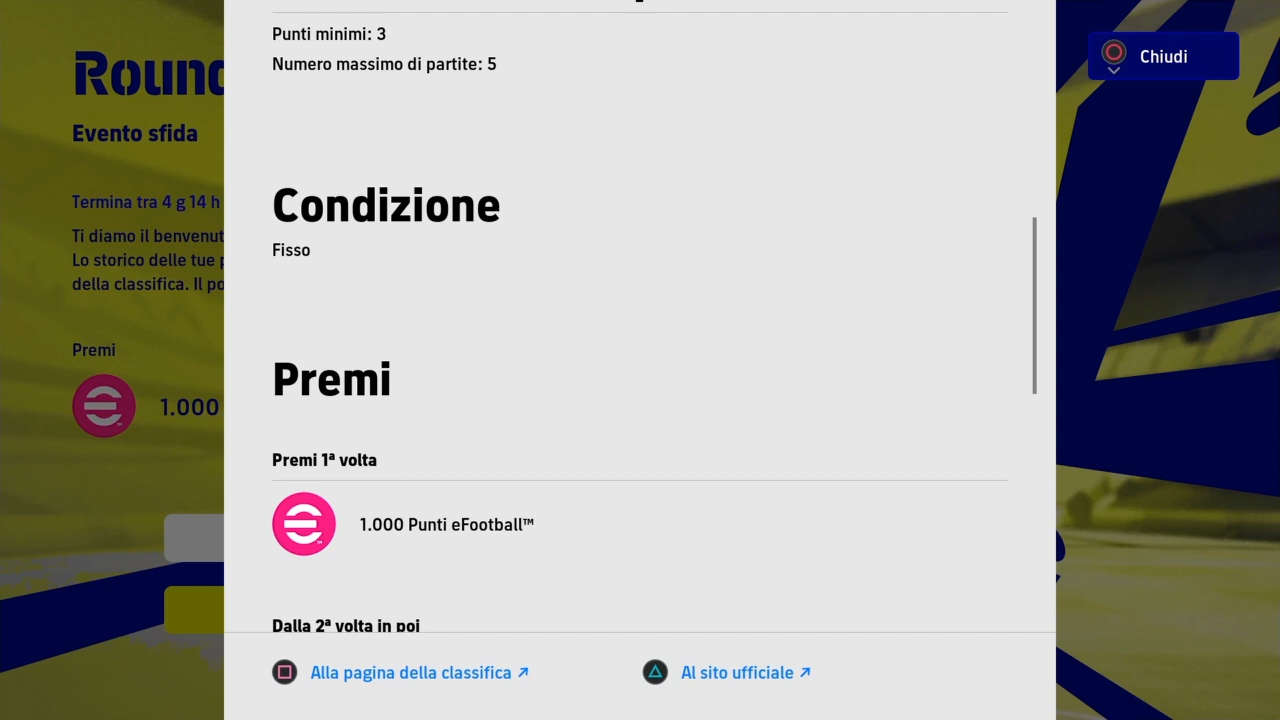 Punti minimi: 3
Numero massimo di partite: 5
Chiudi
Round
Evento sfida
Termina tra 4 g 14 h
Ti diamo il benvenut
Lo storico delle tue p
della classifica. Il po
Premi
1.000
Condizione
Fisso
Premi
Premi 1ª volta
1.000 Punti eFootball™
Dalla 2ª volta in poi
Alla pagina della classifica ↗
Al sito ufficiale ↗